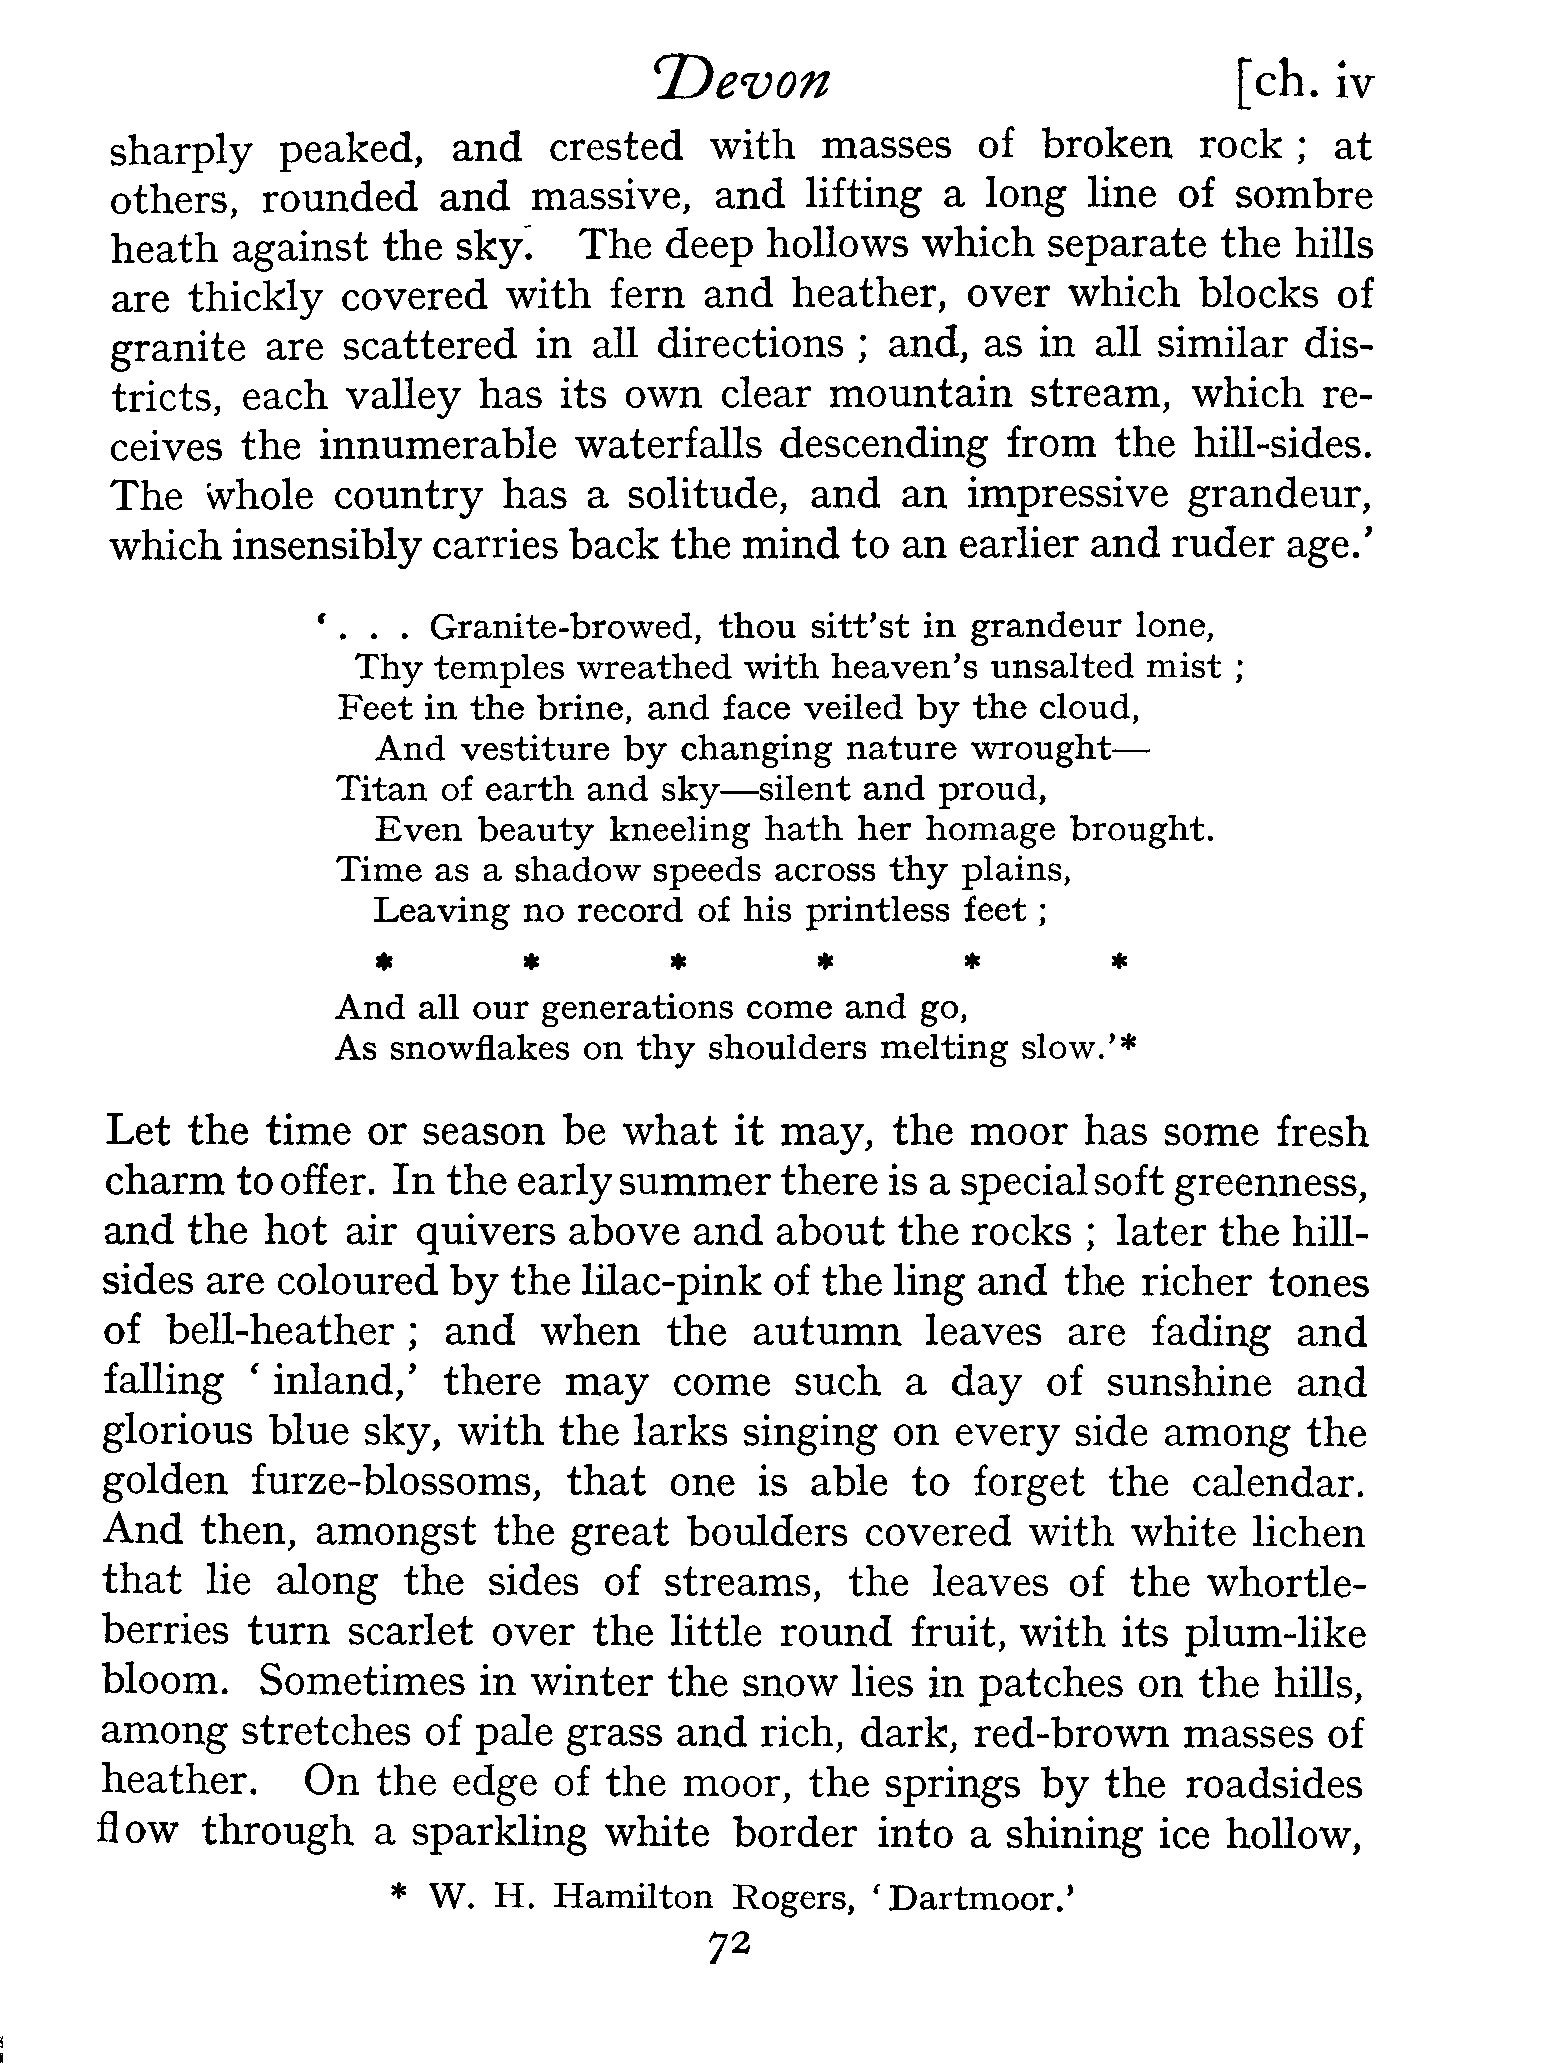 Devon [ch. iv
sharply peaked, and crested with masses of broken rock ; at
others, rounded and massive, and lifting a long line of sombre
heath against the sky. The deep hollows which separate the hills
are thickly covered with fern and heather, over which blocks of
granite are scattered in all directions ; and, as in all similar dis-
tricts, each valley has its own clear mountain stream, which re-
ceives the innumerable waterfalls descending from the hill-sides.
The whole country has a solitude, and an impressive grandeur,
which insensibly carries back the mind to an earlier and ruder age.’
‘. . . Granite-browed, thou sitt’st in grandeur lone,
Thy temples wreathed with heaven’s unsalted mist ;
Feet in the brine, and face veiled by the cloud,
And vestiture by changing nature wrought—
Titan of earth and sky—silent and proud,
Even beauty kneeling hath her homage brought.
Time as a shadow speeds across thy plains,
Leaving no record of his printless feet ;
* * * * * *
And all our generations come and go,
As snowflakes on thy shoulders melting slow.’*
Let the time or season be what it may, the moor has some fresh
charm to offer. In the early summer there is a special soft greenness,
and the hot air quivers above and about the rocks ; later the hill-
sides are coloured by the lilac-pink of the ling and the richer tones
of bell-heather ; and when the autumn leaves are fading and
falling ‘ inland,’ there may come such a day of sunshine and
glorious blue sky, with the larks singing on every side among the
golden furze-blossoms, that one is able to forget the calendar.
And then, amongst the great boulders covered with white lichen
that lie along the sides of streams, the leaves of the whortle-
berries turn scarlet over the little round fruit, with its plum-like
bloom. Sometimes in winter the snow lies in patches on the hills,
among stretches of pale grass and rich, dark, red-brown masses of
heather. On the edge of the moor, the springs by the roadsides
flow through a sparkling white border into a shining ice hollow,
* W. H. Hamilton Rogers, ‘ Dartmoor.’
72